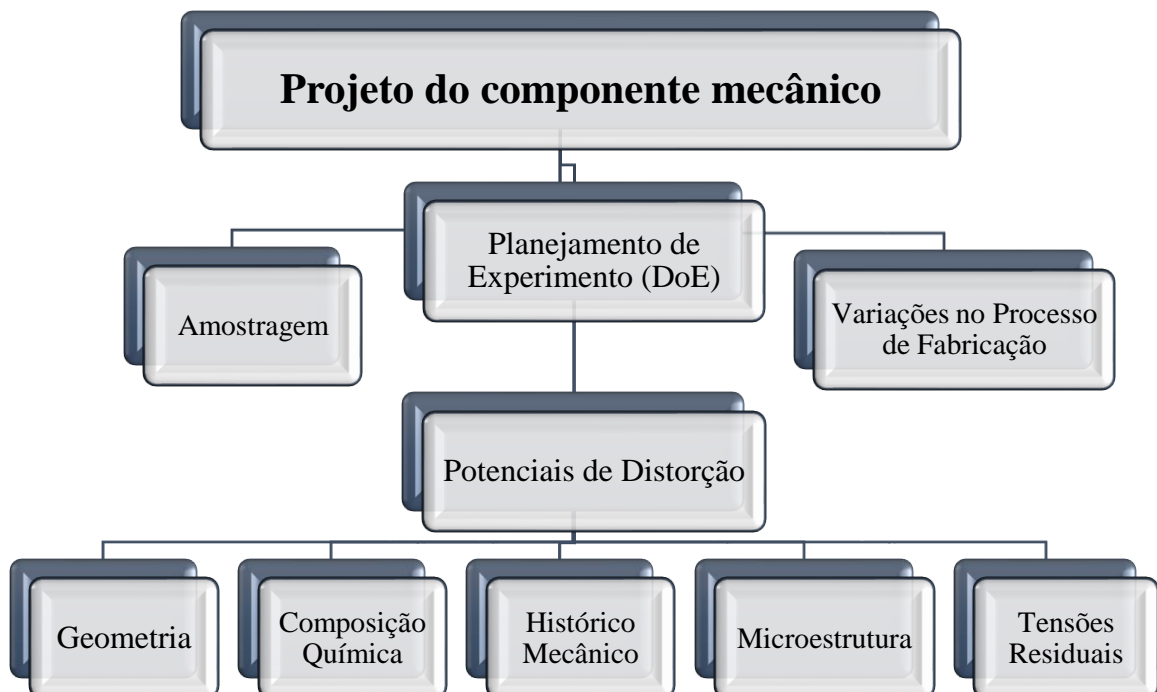 Projeto do componente mecânico
Planejamento de
Experimento (DoE)
Amostragem
Variações no Processo
de Fabricação
Potenciais de Distorção
Geometria
Composição
Química
Histórico
Mecânico
Microestrutura
Tensões
Residuais